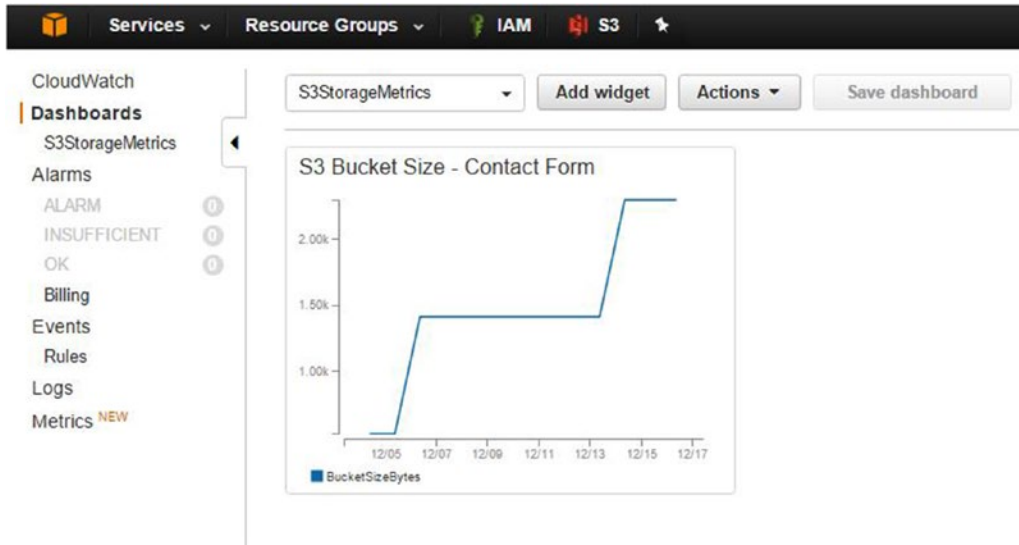 Services Resource Groups IAM S3
CloudWatch
Dashboards
S3StorageMetrics
Alarms
ALARM 0
INSUFFICIENT 0
OK 0
Billing
Events
Rules
Logs
Metrics NEW
S3StorageMetrics Add widget Actions Save dashboard
S3 Bucket Size - Contact Form
2.00k
1.50k
1.00k
12/05 12/07 12/09 12/11 12/13 12/15 12/17
BucketSizeBytes